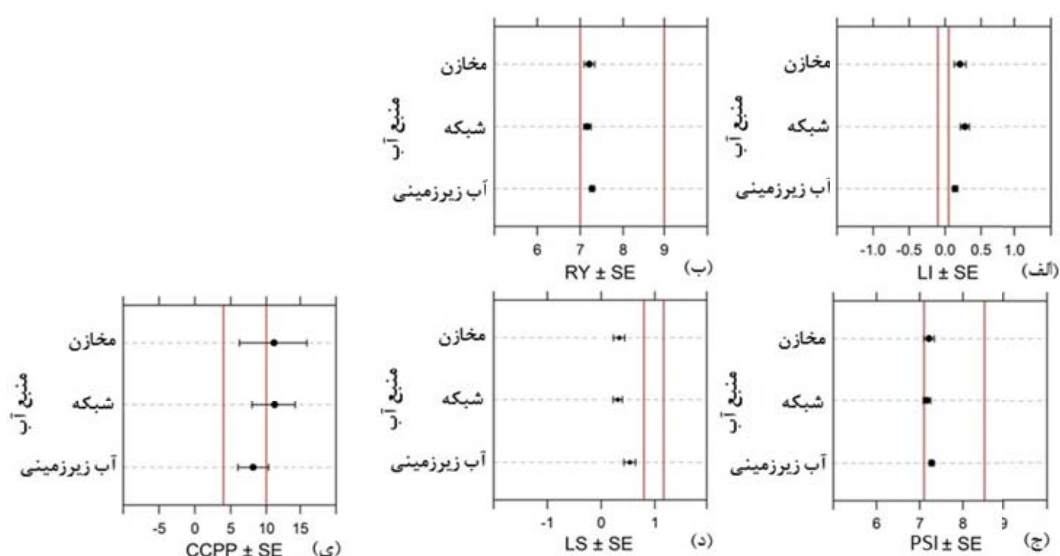 مخازن
شبکه
آب زیرزمینی
منبع آب
-1.0 -0.5 0.0 0.5 1.0
LI ± SE
(الف)
مخازن
شبکه
آب زیرزمینی
منبع آب
6 7 8 9
RY ± SE
(ب)
مخازن
شبکه
آب زیرزمینی
منبع آب
6 7 8 9
PSI ± SE
(ج)
مخازن
شبکه
آب زیرزمینی
منبع آب
-1 0 1
LS ± SE
(د)
مخازن
شبکه
آب زیرزمینی
منبع آب
-5 0 5 10 15
CCPP ± SE
(ی)